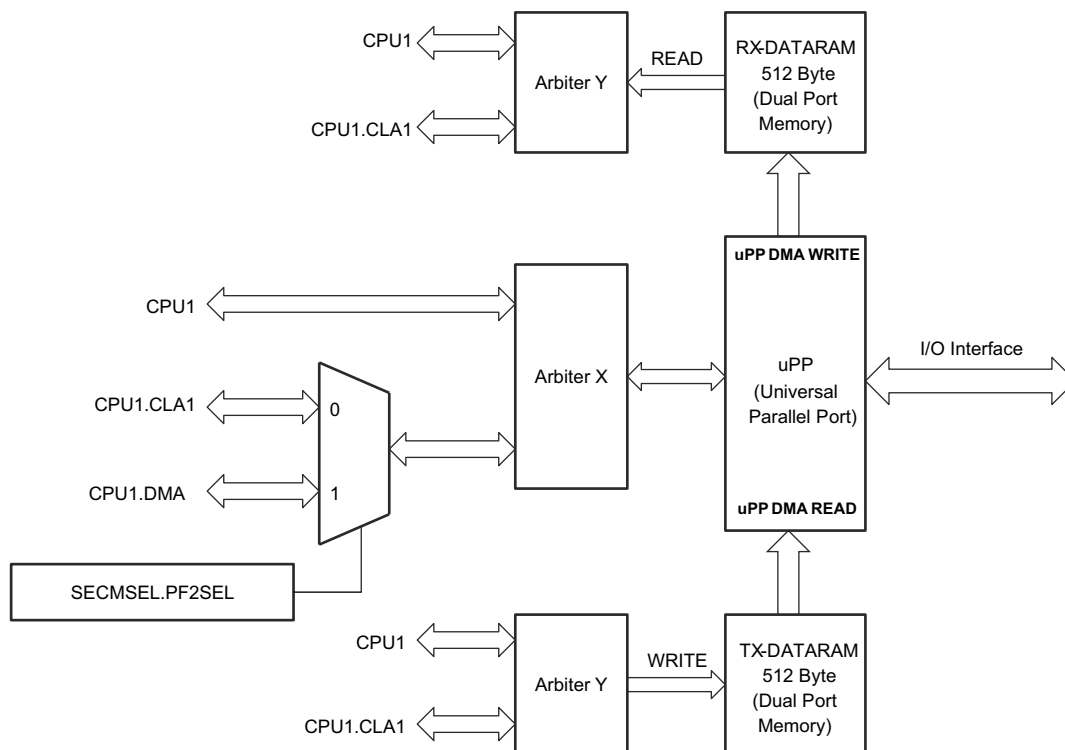 CPU1
CPU1.CLA1
Arbiter Y
READ
RX-DATARAM
512 Byte
(Dual Port
Memory)
uPP DMA WRITE
CPU1
Arbiter X
uPP
(Universal
Parallel Port)
I/O Interface
CPU1.CLA1
0
CPU1.DMA
1
uPP DMA READ
SECMSEL.PF2SEL
CPU1
CPU1.CLA1
Arbiter Y
WRITE
TX-DATARAM
512 Byte
(Dual Port
Memory)